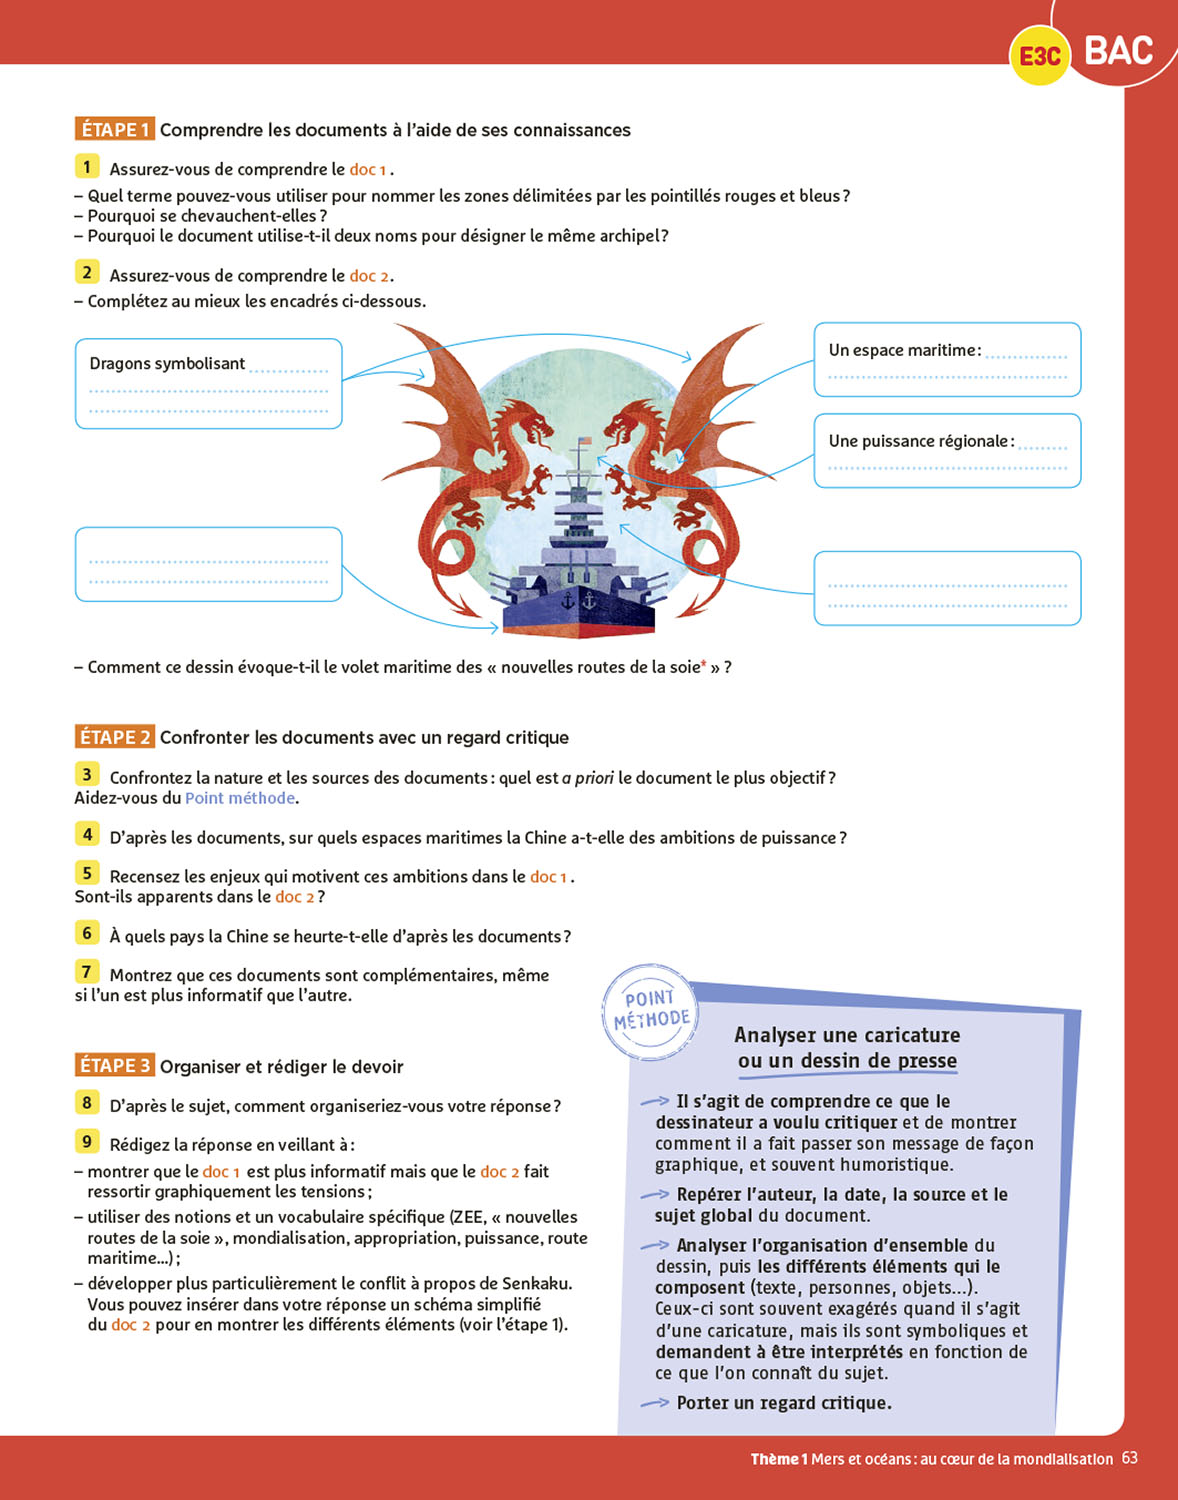 E3C BAC
ÉTAPE 1 Comprendre les documents à l'aide de ses connaissances
1 Assurez-vous de comprendre le doc 1 .
– Quel terme pouvez-vous utiliser pour nommer les zones délimitées par les pointillés rouges et bleus ?
– Pourquoi se chevauchent-elles ?
– Pourquoi le document utilise-t-il deux noms pour désigner le même archipel ?
2 Assurez-vous de comprendre le doc 2.
– Complétez au mieux les encadrés ci-dessous.
Dragons symbolisant
Un espace maritime :
Une puissance régionale :
– Comment ce dessin évoque-t-il le volet maritime des « nouvelles routes de la soie* » ?
ÉTAPE 2 Confronter les documents avec un regard critique
3 Confrontez la nature et les sources des documents : quel est a priori le document le plus objectif ?
Aidez-vous du Point méthode.
4 D'après les documents, sur quels espaces maritimes la Chine a-t-elle des ambitions de puissance ?
5 Recensez les enjeux qui motivent ces ambitions dans le doc 1 .
Sont-ils apparents dans le doc 2 ?
6 À quels pays la Chine se heurte-t-elle d'après les documents ?
7 Montrez que ces documents sont complémentaires, même
si l'un est plus informatif que l'autre.
ÉTAPE 3 Organiser et rédiger le devoir
8 D'après le sujet, comment organiseriez-vous votre réponse ?
9 Rédigez la réponse en veillant à :
– montrer que le doc 1 est plus informatif mais que le doc 2 fait
ressortir graphiquement les tensions ;
– utiliser des notions et un vocabulaire spécifique (ZEE, « nouvelles
routes de la soie », mondialisation, appropriation, puissance, route
maritime...) ;
– développer plus particulièrement le conflit à propos de Senkaku.
Vous pouvez insérer dans votre réponse un schéma simplifié
du doc 2 pour en montrer les différents éléments (voir l'étape 1).
POINT
MÉTHODE
Analyser une caricature
ou un dessin de presse
Il s'agit de comprendre ce que le
dessinateur a voulu critiquer et de montrer
comment il a fait passer son message de façon
graphique, et souvent humoristique.
Repérer l'auteur, la date, la source et le
sujet global du document.
Analyser l'organisation d'ensemble du
dessin, puis les différents éléments qui le
composent (texte, personnes, objets...).
Ceux-ci sont souvent exagérés quand il s'agit
d'une caricature, mais ils sont symboliques et
demandent à être interprétés en fonction de
ce que l'on connaît du sujet.
Porter un regard critique.
Thème 1 Mers et océans : au cœur de la mondialisation 63